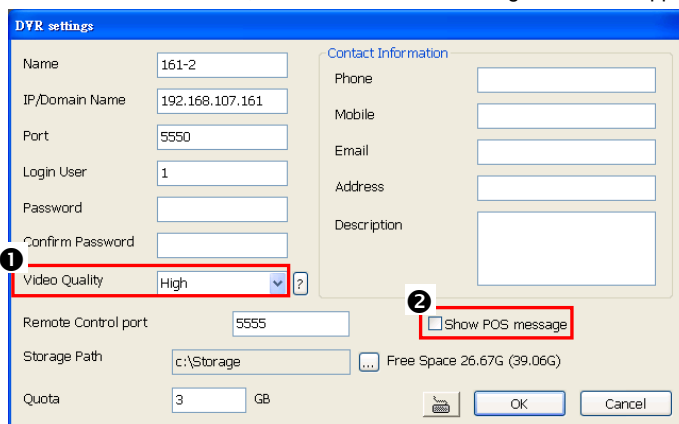 DVR settings
Name 161-2
IP/Domain Name 192.168.107.161
Port 5550
Login User 1
Password
Confirm Password
❶
Video Quality High ?
Contact Information
Phone
Mobile
Email
Address
Description
❷
Remote Control port 5555
Show POS message
Storage Path c:\Storage ... Free Space 26.67G (39.06G)
Quota 3 GB
OK Cancel